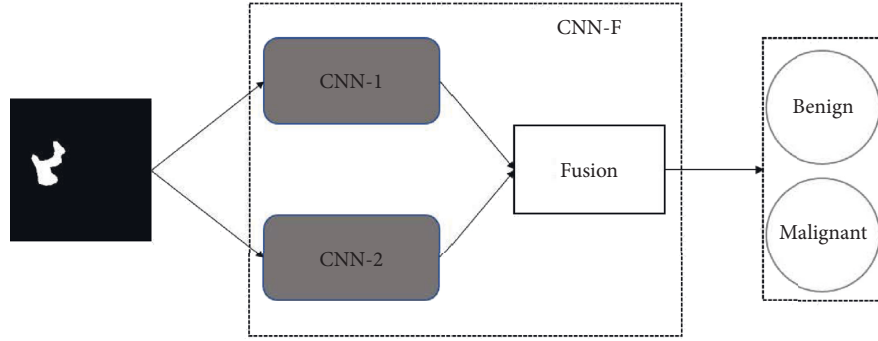 CNN-F
CNN-1
CNN-2
Fusion
Benign
Malignant